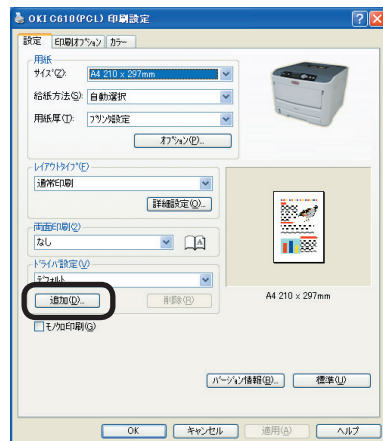 OKI C610(PCL) 印刷設定
設定 印刷オプション カラー
用紙
サイズ(Z): A4 210 x 297mm
給紙方法(S): 自動選択
用紙厚(T): プリンタ設定
オプション(P)...
レイアウトタイプ(F)
通常印刷
詳細設定(O)...
両面印刷(2)
なし
ドライバ設定(V)
デフォルト
追加(D)... 削除(R)
A4 210 x 297mm
モノクロ印刷(G)
バージョン情報(B)... 標準(U)
OK キャンセル 適用(A) ヘルプ